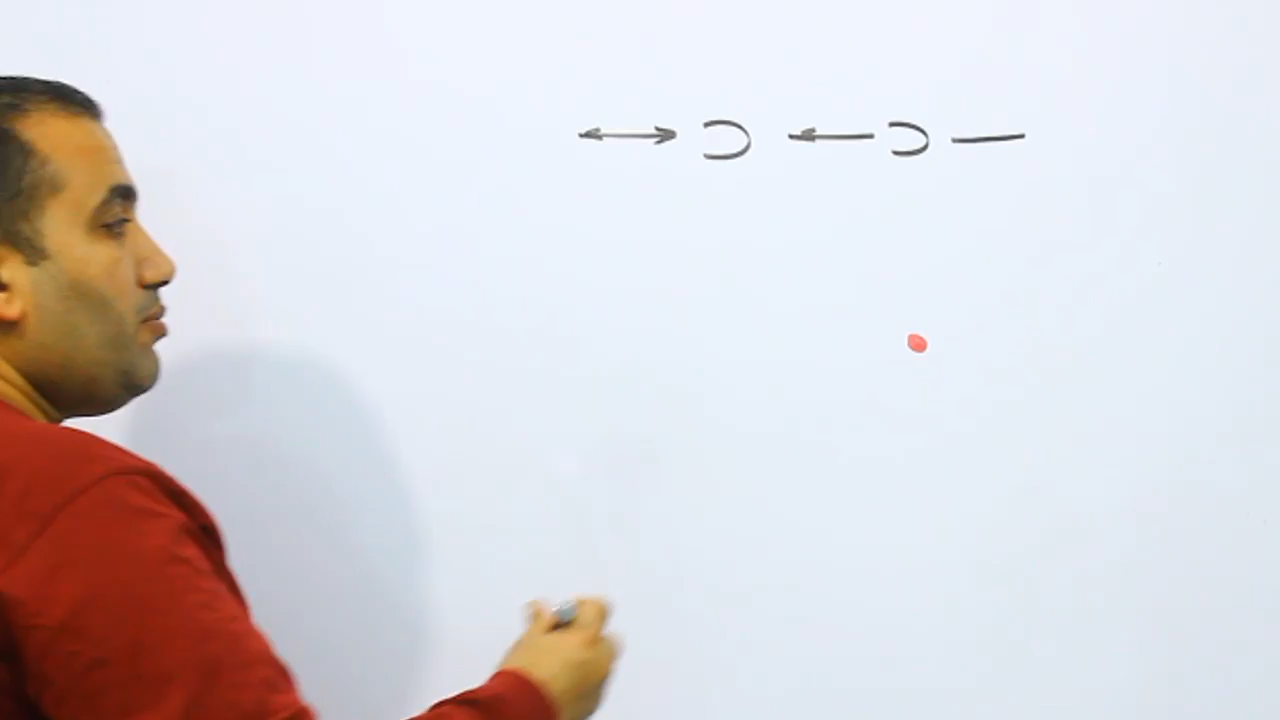 ↔ ⊃ ← ⊃ —